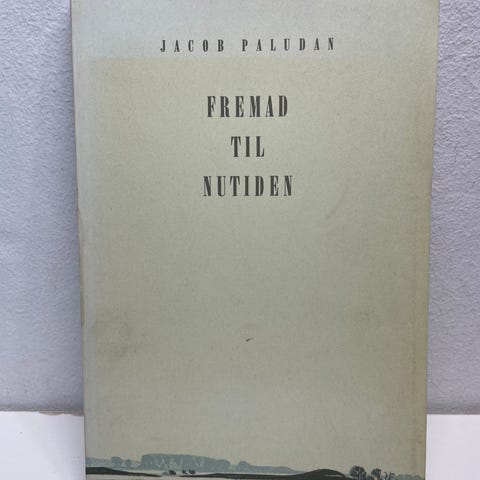 JACOB PALUDAN
FREMAD
TIL
NUTIDEN